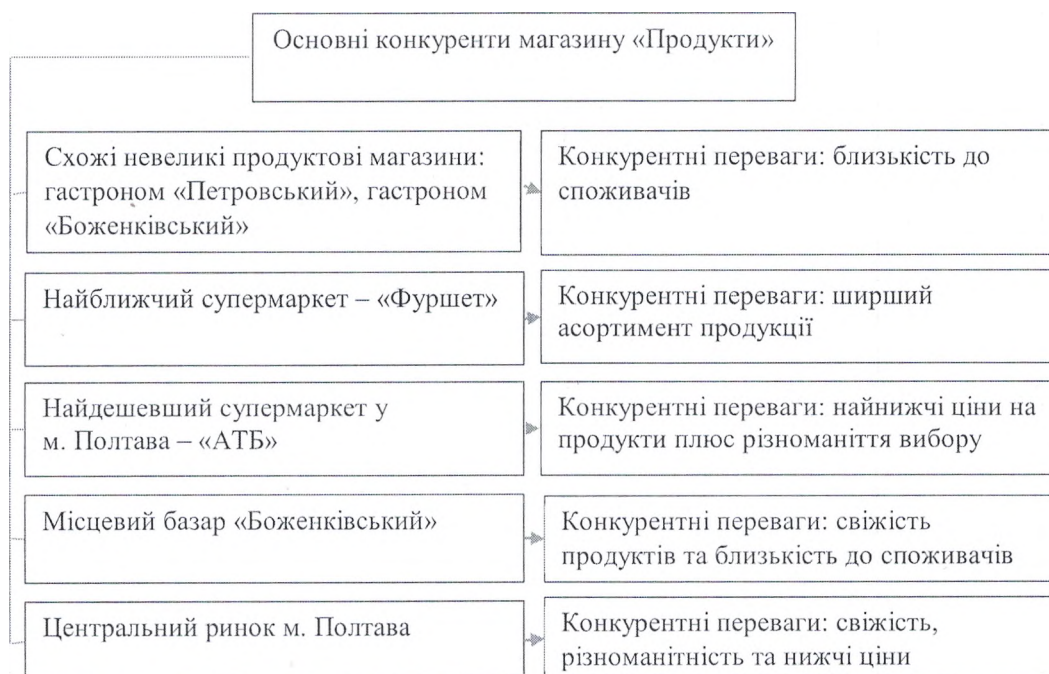 Основні конкуренти магазину «Продукти»
Схожі невеликі продуктові магазини:
гастроном «Петровський», гастроном
«Боженківський»
Конкурентні переваги: близькість до
споживачів
Найближчий супермаркет – «Фуршет»
Конкурентні переваги: ширший
асортимент продукції
Найдешевший супермаркет у
м. Полтава – «АТБ»
Конкурентні переваги: найнижчі ціни на
продукти плюс різноманіття вибору
Місцевий базар «Боженківський»
Конкурентні переваги: свіжість
продуктів та близькість до споживачів
Центральний ринок м. Полтава
Конкурентні переваги: свіжість,
різноманітність та нижчі ціни